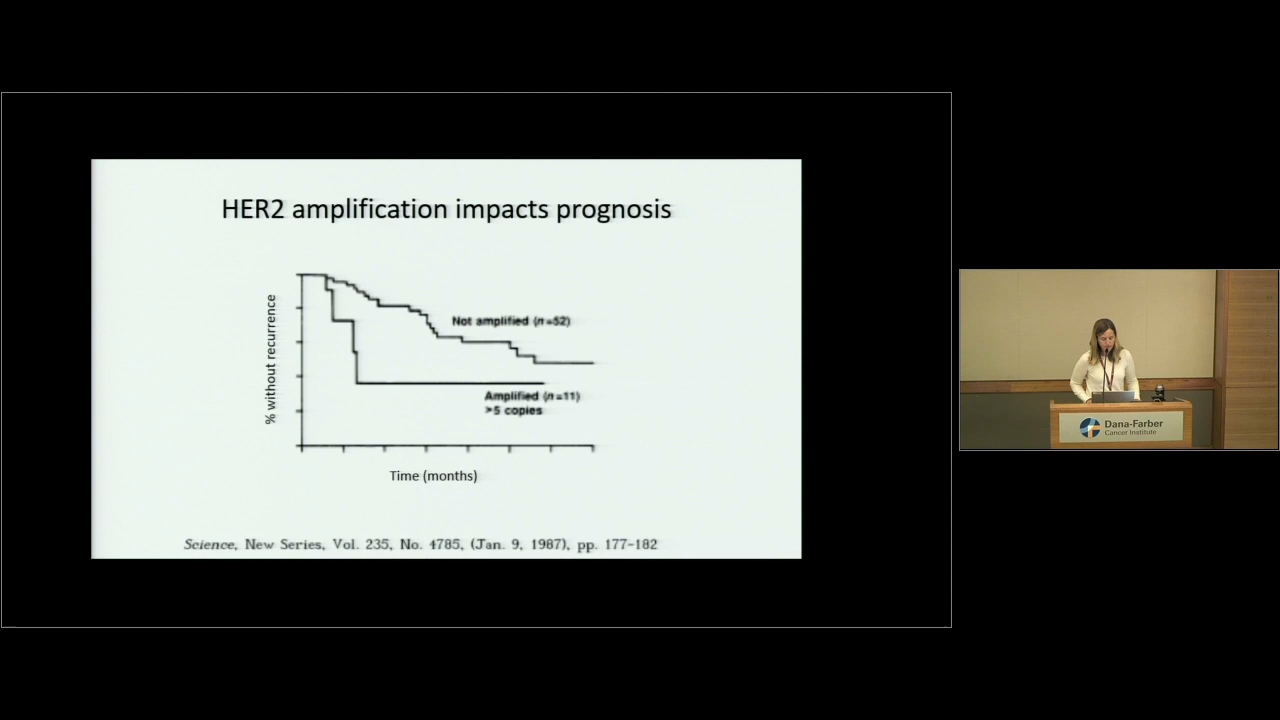 HER2 amplification impacts prognosis
% without recurrence
Not amplified (n=52)
Amplified (n=11)
>5 copies
Time (months)
Science, New Series, Vol. 235, No. 4785, (Jan. 9, 1987), pp. 177-182
Dana-Farber
Cancer Institute